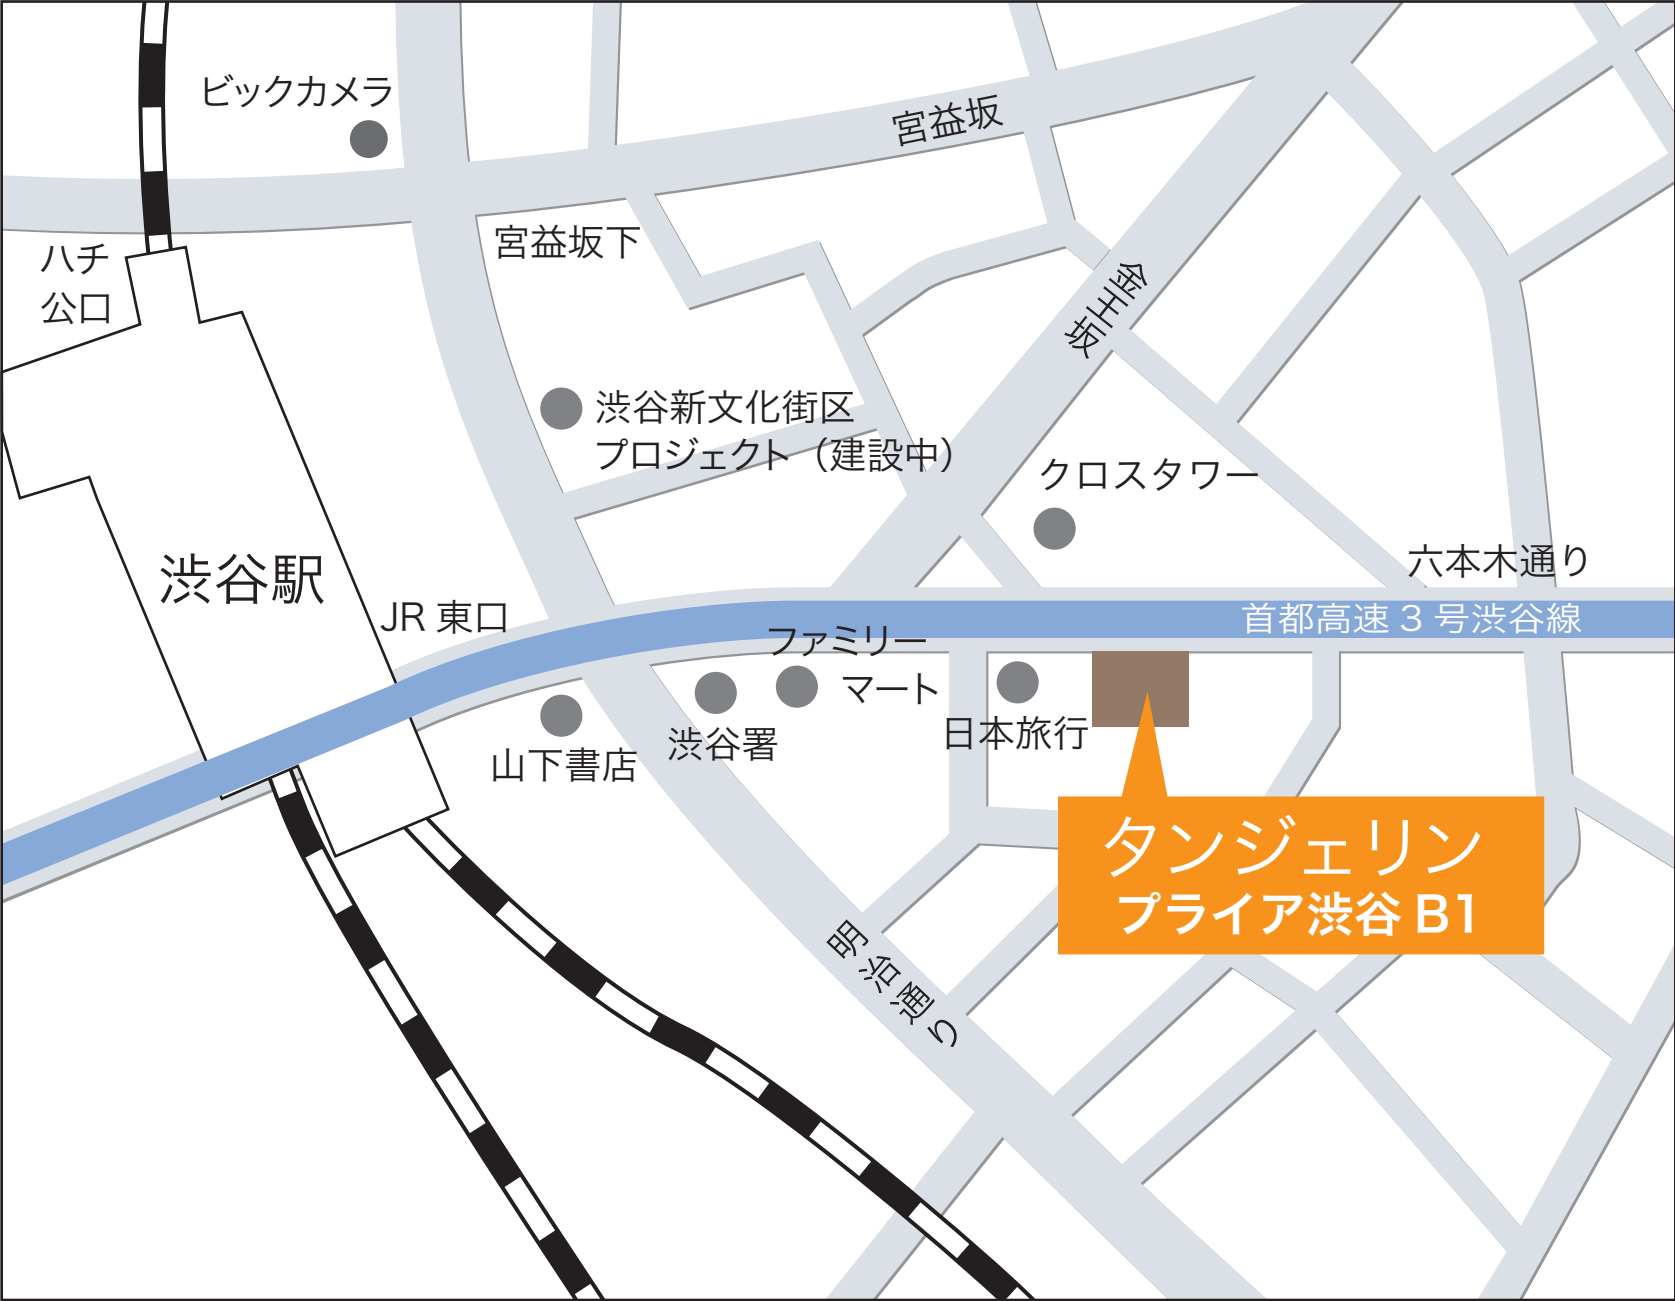 ビックカメラ
宮益坂
ハチ
公口
宮益坂下
金王坂
渋谷新文化街区
プロジェクト（建設中）
クロスタワー
渋谷駅
JR 東口
六本木通り
首都高速 3 号渋谷線
ファミリー
マート
山下書店
渋谷署
日本旅行
タンジェリン
プライア渋谷 B1
明治通り